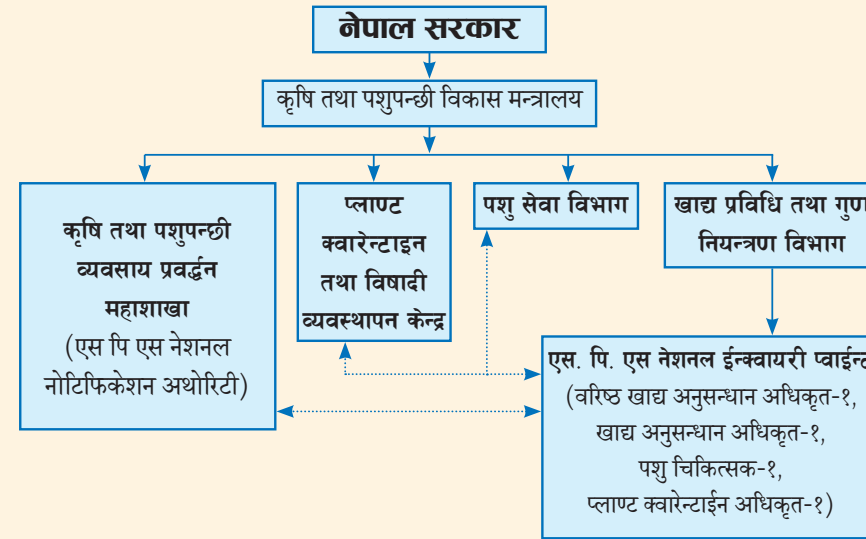 नेपाल सरकार
कृषि तथा पशुपन्छी विकास मन्त्रालय
कृषि तथा पशुपन्छी
व्यवसाय प्रवर्द्धन
महाशाखा
(एस पि एस नेशनल
नोटिफिकेशन अथोरिटी)
प्लाण्ट
क्वारेन्टाइन
तथा विषादी
व्यवस्थापन केन्द्र
पशु सेवा विभाग
खाद्य प्रविधि तथा गुण
नियन्त्रण विभाग
एस. पि. एस नेशनल ईन्क्वायरी प्वाईन्ट
(वरिष्ठ खाद्य अनुसन्धान अधिकृत-१,
खाद्य अनुसन्धान अधिकृत-१,
पशु चिकित्सक-१,
प्लाण्ट क्वारेन्टाईन अधिकृत-१)